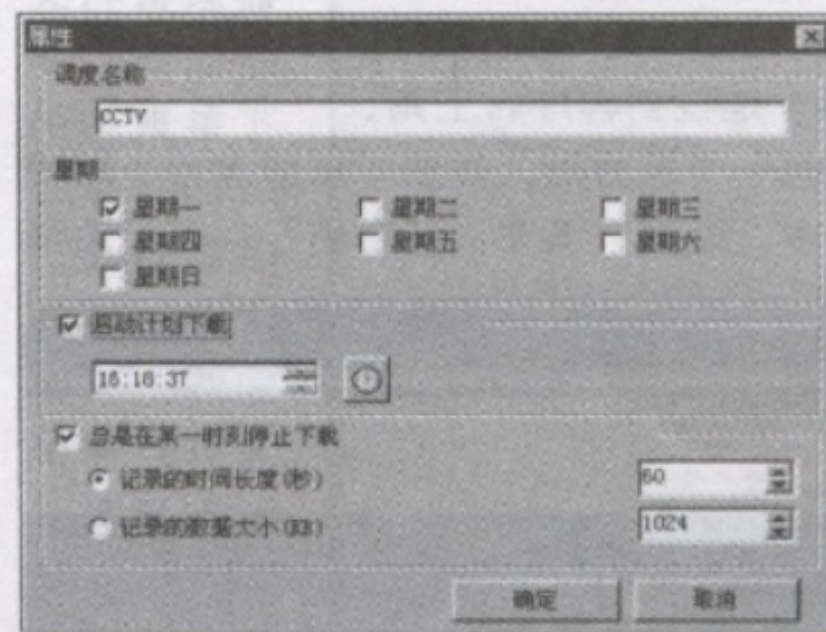 属性
调度名称
CCTV
星期
星期一 星期二 星期三
星期四 星期五 星期六
星期日
启动计划下载
16:18:37
总是在某一时刻停止下载
记录的时间长度(秒) 60
记录的数据大小(KB) 1024
确定 取消